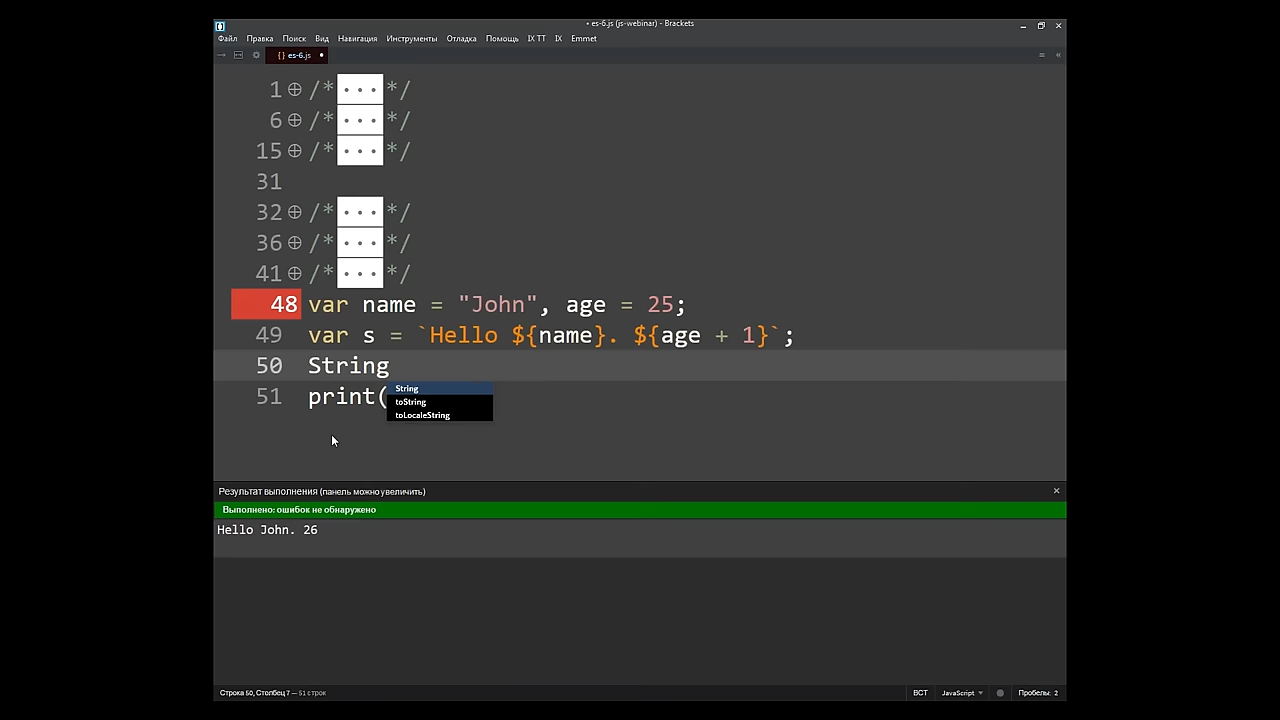 • es-6.js (js-webinar) - Brackets
Файл Правка Поиск Вид Навигация Инструменты Отладка Помощь IX TT IX Emmet
{ } es-6.js •
1 /* ... */
6 /* ... */
15 /* ... */
31
32 /* ... */
36 /* ... */
41 /* ... */
48 var name = "John", age = 25;
49 var s = `Hello ${name}. ${age + 1}`;
50 String
String
51 print(
toString
toLocaleString
Результат выполнения (панель можно увеличить)
Выполнено: ошибок не обнаружено
Hello John. 26
Строка 50, Столбец 7 — 51 строк ВСТ JavaScript Пробелы: 2